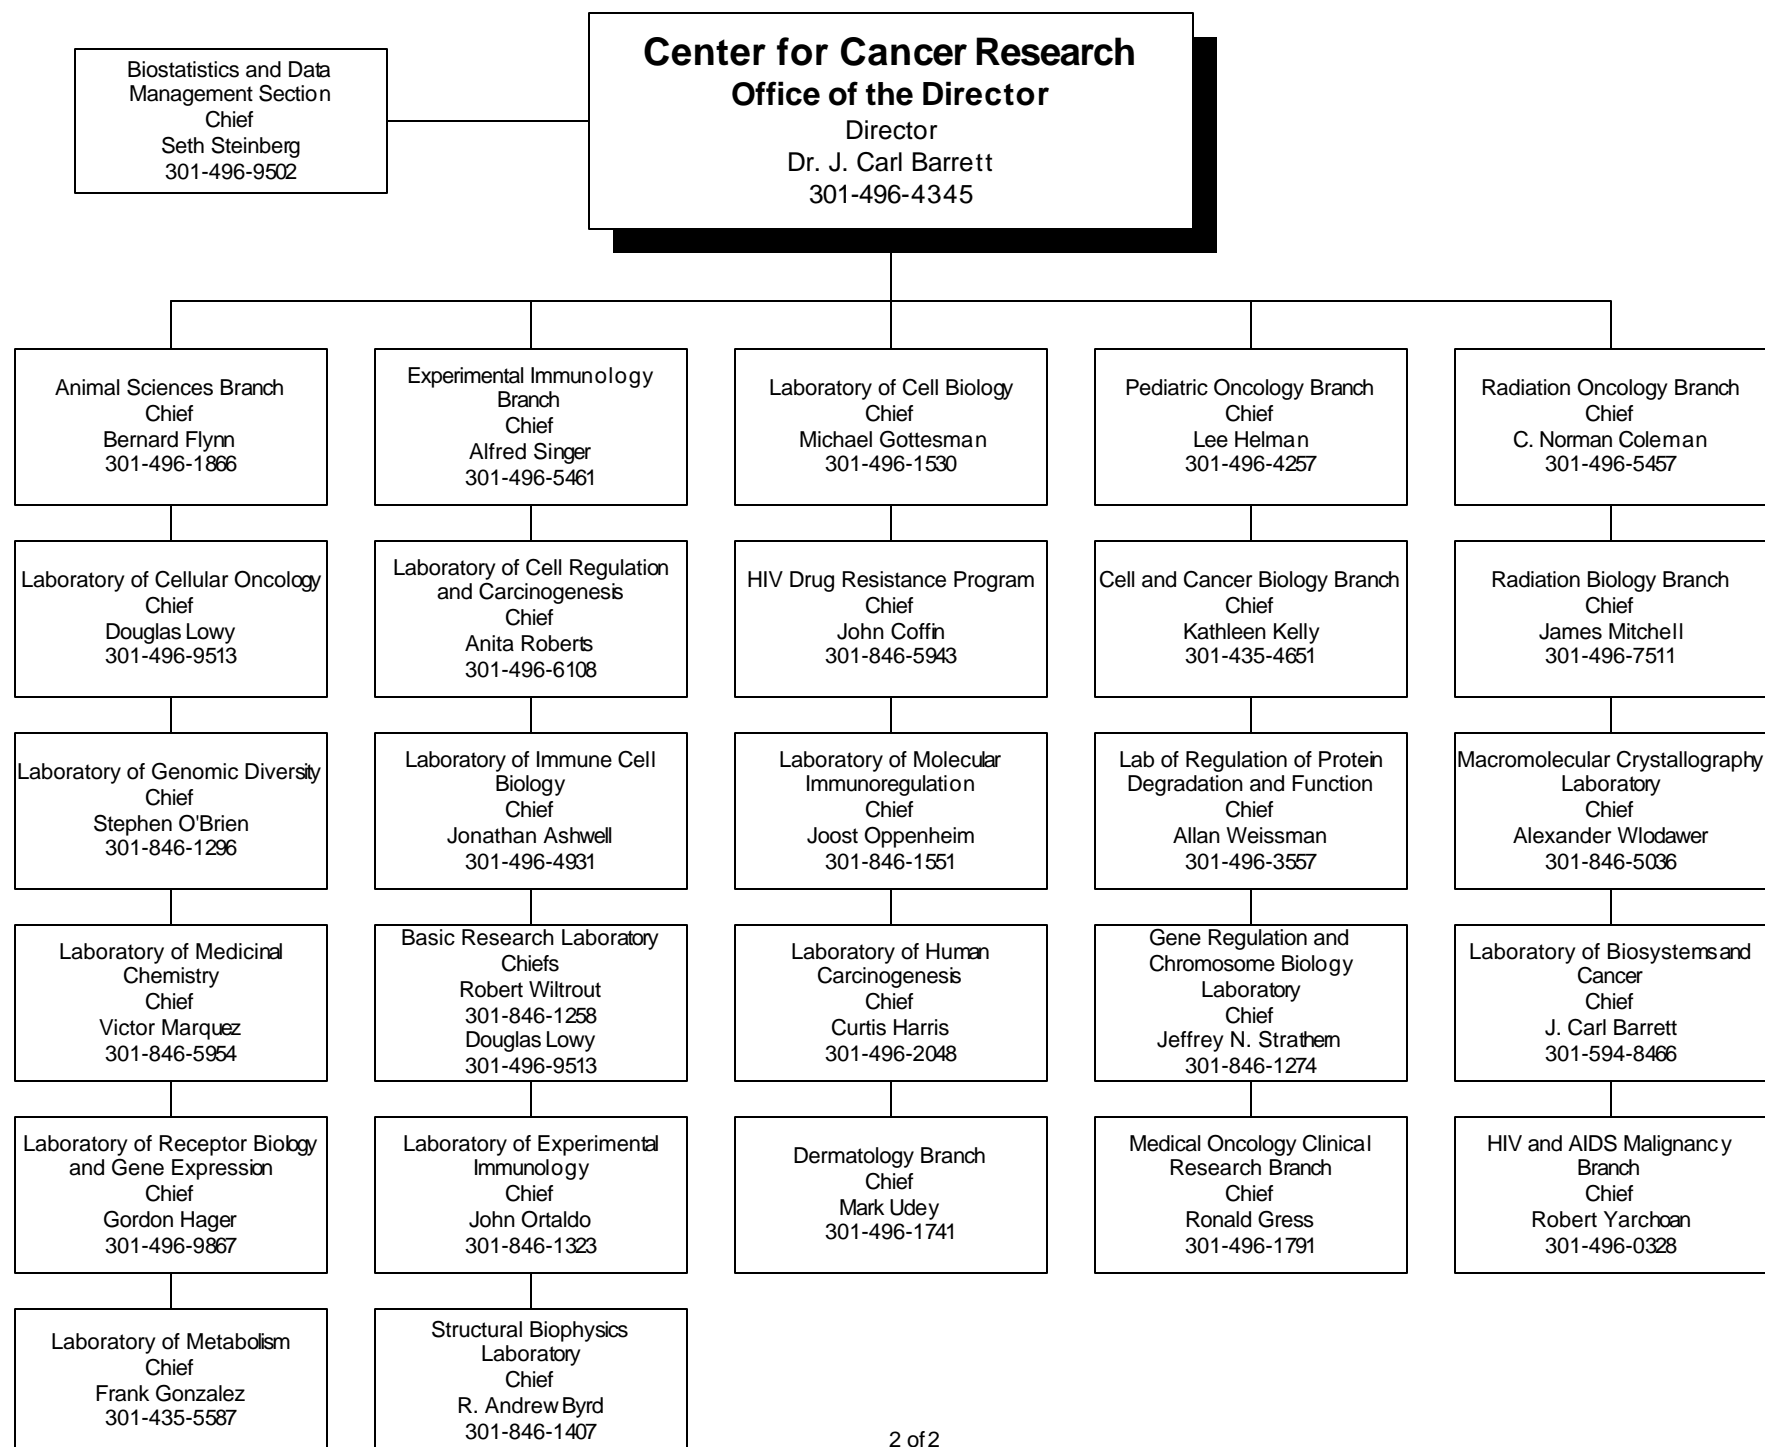 Center for Cancer Research
Office of the Director
Director
Dr. J. Carl Barrett
301-496-4345
Biostatistics and Data
Management Section
Chief
Seth Steinberg
301-496-9502
Animal Sciences Branch
Chief
Bernard Flynn
301-496-1866
Laboratory of Cellular Oncology
Chief
Douglas Lowy
301-496-9513
Laboratory of Genomic Diversity
Chief
Stephen O'Brien
301-846-1296
Laboratory of Medicinal
Chemistry
Chief
Victor Marquez
301-846-5954
Laboratory of Receptor Biology
and Gene Expression
Chief
Gordon Hager
301-496-9867
Laboratory of Metabolism
Chief
Frank Gonzalez
301-435-5587
Experimental Immunology
Branch
Chief
Alfred Singer
301-496-5461
Laboratory of Cell Regulation
and Carcinogenesis
Chief
Anita Roberts
301-496-6108
Laboratory of Immune Cell
Biology
Chief
Jonathan Ashwell
301-496-4931
Basic Research Laboratory
Chiefs
Robert Wiltrout
301-846-1258
Douglas Lowy
301-496-9513
Laboratory of Experimental
Immunology
Chief
John Ortaldo
301-846-1323
Structural Biophysics
Laboratory
Chief
R. Andrew Byrd
301-846-1407
Laboratory of Cell Biology
Chief
Michael Gottesman
301-496-1530
HIV Drug Resistance Program
Chief
John Coffin
301-846-5943
Laboratory of Molecular
Immunoregulation
Chief
Joost Oppenheim
301-846-1551
Laboratory of Human
Carcinogenesis
Chief
Curtis Harris
301-496-2048
Dermatology Branch
Chief
Mark Udey
301-496-1741
Pediatric Oncology Branch
Chief
Lee Helman
301-496-4257
Cell and Cancer Biology Branch
Chief
Kathleen Kelly
301-435-4651
Lab of Regulation of Protein
Degradation and Function
Chief
Allan Weissman
301-496-3557
Gene Regulation and
Chromosome Biology
Laboratory
Chief
Jeffrey N. Strathern
301-846-1274
Medical Oncology Clinical
Research Branch
Chief
Ronald Gress
301-496-1791
Radiation Oncology Branch
Chief
C. Norman Coleman
301-496-5457
Radiation Biology Branch
Chief
James Mitchell
301-496-7511
Macromolecular Crystallography
Laboratory
Chief
Alexander Wlodawer
301-846-5036
Laboratory of Biosystems and
Cancer
Chief
J. Carl Barrett
301-594-8466
HIV and AIDS Malignancy
Branch
Chief
Robert Yarchoan
301-496-0328
2 of 2